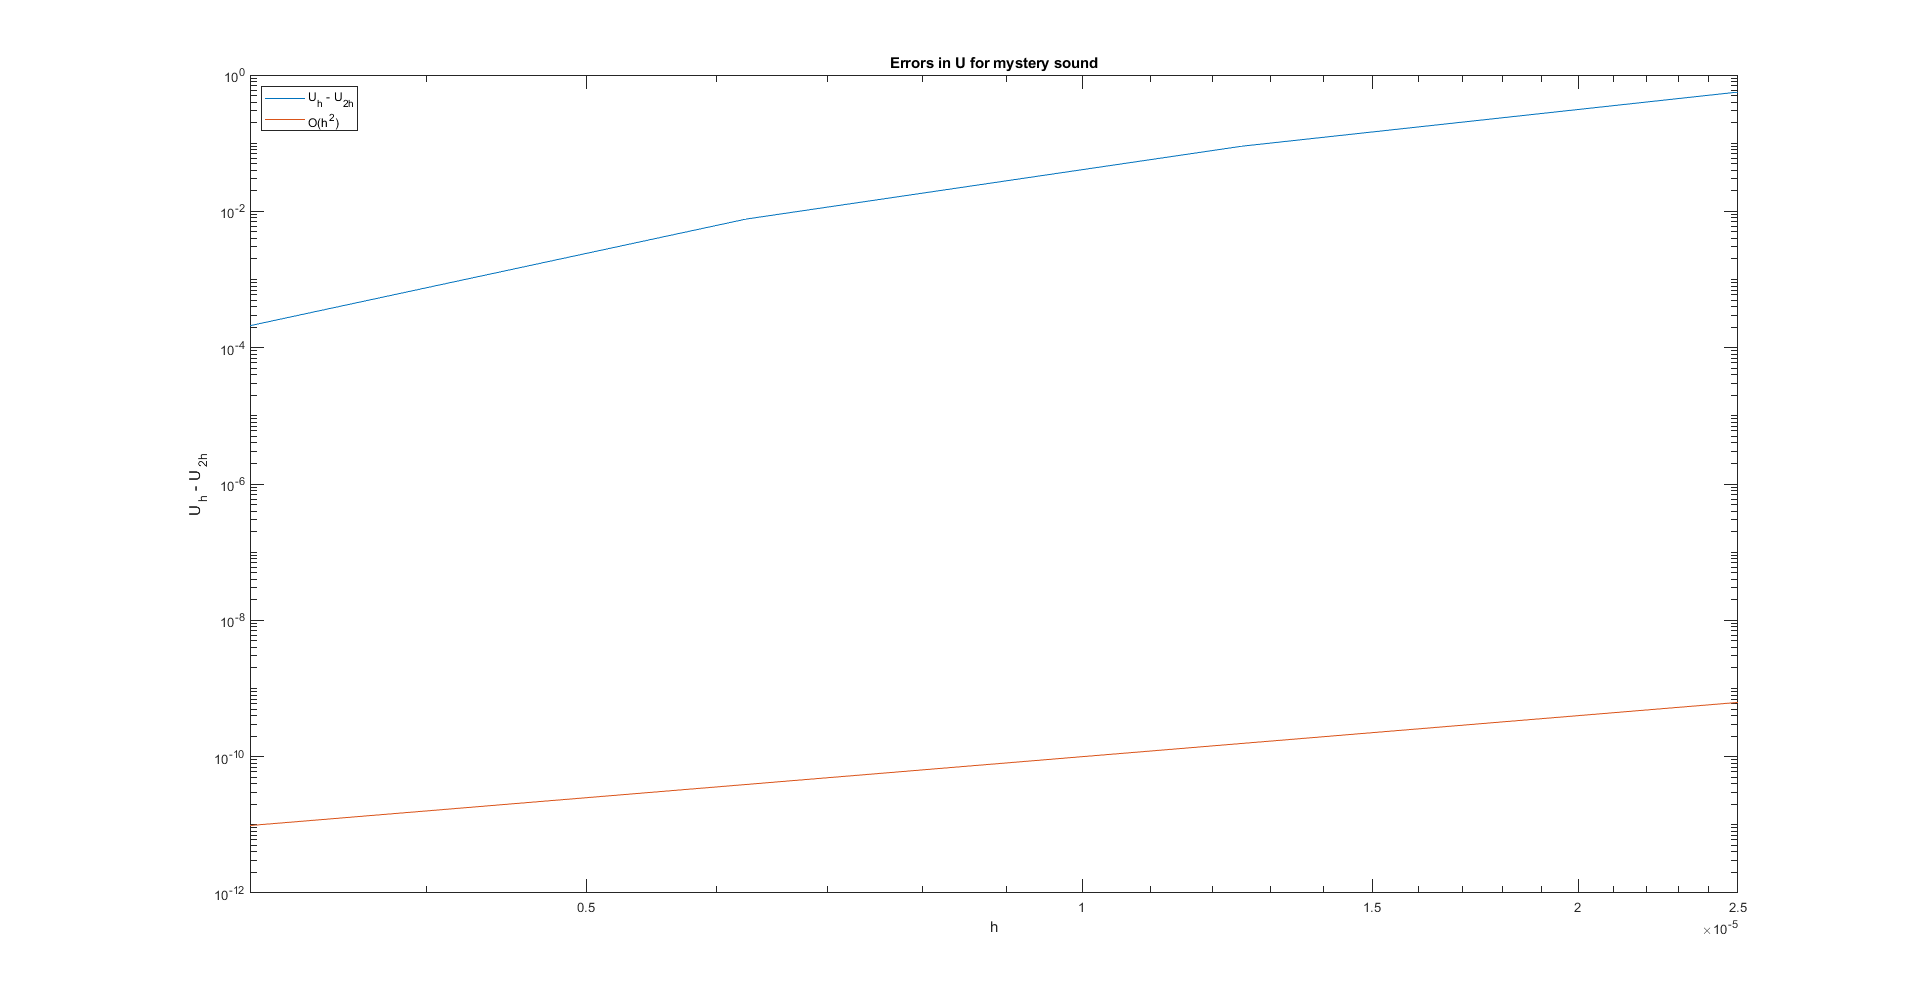 Errors in U for mystery sound
10^0
U_h - U_2h
O(h^2)
10^-2
10^-4
10^-6
10^-8
10^-10
10^-12
U_h - U_2h
0.5 1 1.5 2 2.5
×10^-5
h